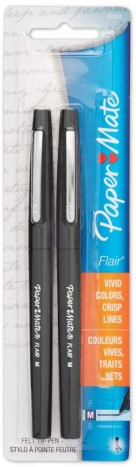 Paper Mate
Flair
VIVID
COLORS,
CRISP
LINES
COULEURS
VIVES,
TRAITS
NETS
M
Paper Mate FLAIR M
Paper Mate FLAIR M
FELT TIP PEN
STYLO À POINTE FEUTRE